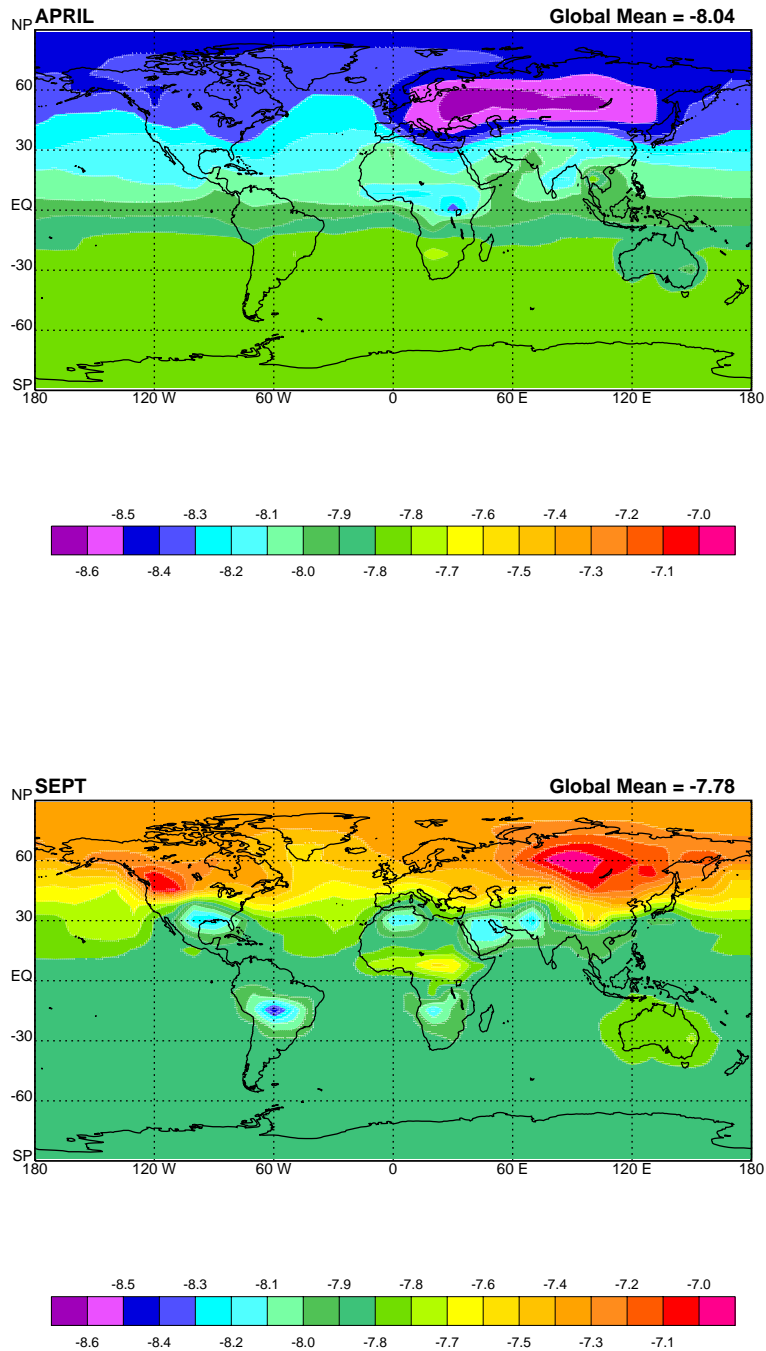 APRIL Global Mean = -8.04
NP
60
30
EQ
-30
-60
SP
180 120 W 60 W 0 60 E 120 E 180
-8.5 -8.3 -8.1 -7.9 -7.8 -7.6 -7.4 -7.2 -7.0
-8.6 -8.4 -8.2 -8.0 -7.8 -7.7 -7.5 -7.3 -7.1
SEPT Global Mean = -7.78
NP
60
30
EQ
-30
-60
SP
180 120 W 60 W 0 60 E 120 E 180
-8.5 -8.3 -8.1 -7.9 -7.8 -7.6 -7.4 -7.2 -7.0
-8.6 -8.4 -8.2 -8.0 -7.8 -7.7 -7.5 -7.3 -7.1